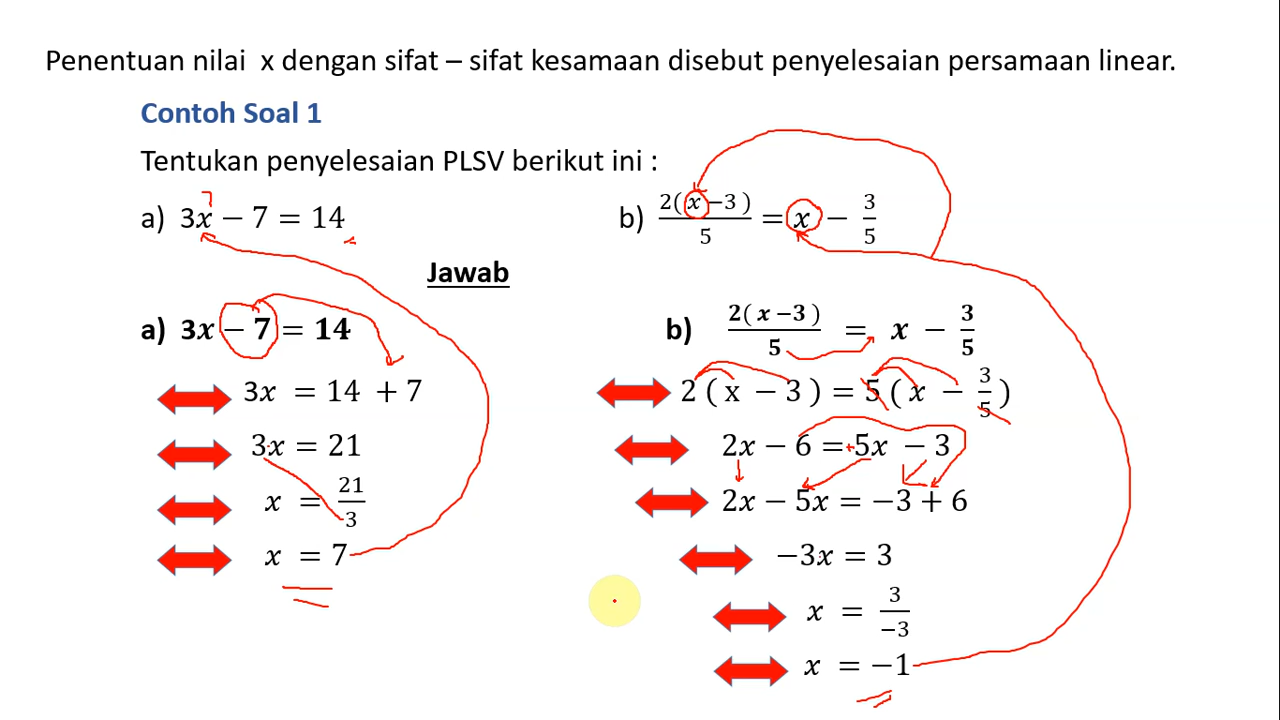 Penentuan nilai x dengan sifat – sifat kesamaan disebut penyelesaian persamaan linear.
Contoh Soal 1
Tentukan penyelesaian PLSV berikut ini :
a) 3x − 7 = 14
7
b) 2(x−3)/5 = x − 3/5
Jawab
a) 3x − 7 = 14
3x = 14 + 7
3x = 21
x = 21/3
x = 7
b) 2(x−3)/5 = x − 3/5
2(x − 3) = 5(x − 3/5)
2x − 6 = +5x − 3
2x − 5x = −3 + 6
−3x = 3
x = 3/−3
x = −1